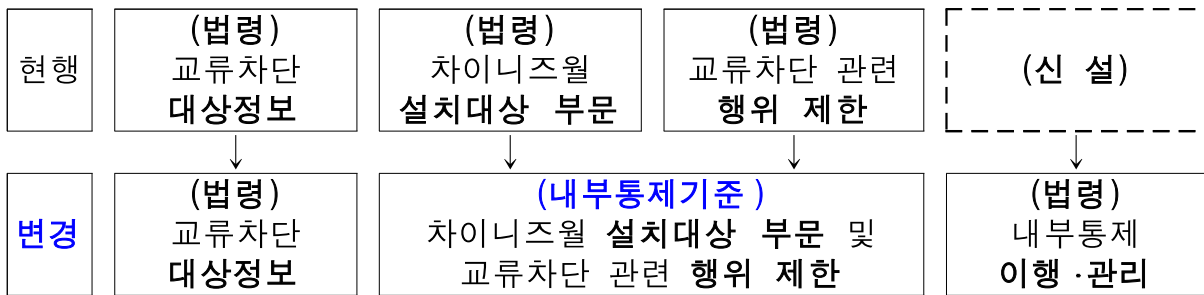 현행
(법령)
교류차단
대상정보
(법령)
차이니즈월
설치대상 부문
(법령)
교류차단 관련
행위 제한
(신 설)
변경
(법령)
교류차단
대상정보
(내부통제기준)
차이니즈월 설치대상 부문 및
교류차단 관련 행위 제한
(법령)
내부통제
이행·관리